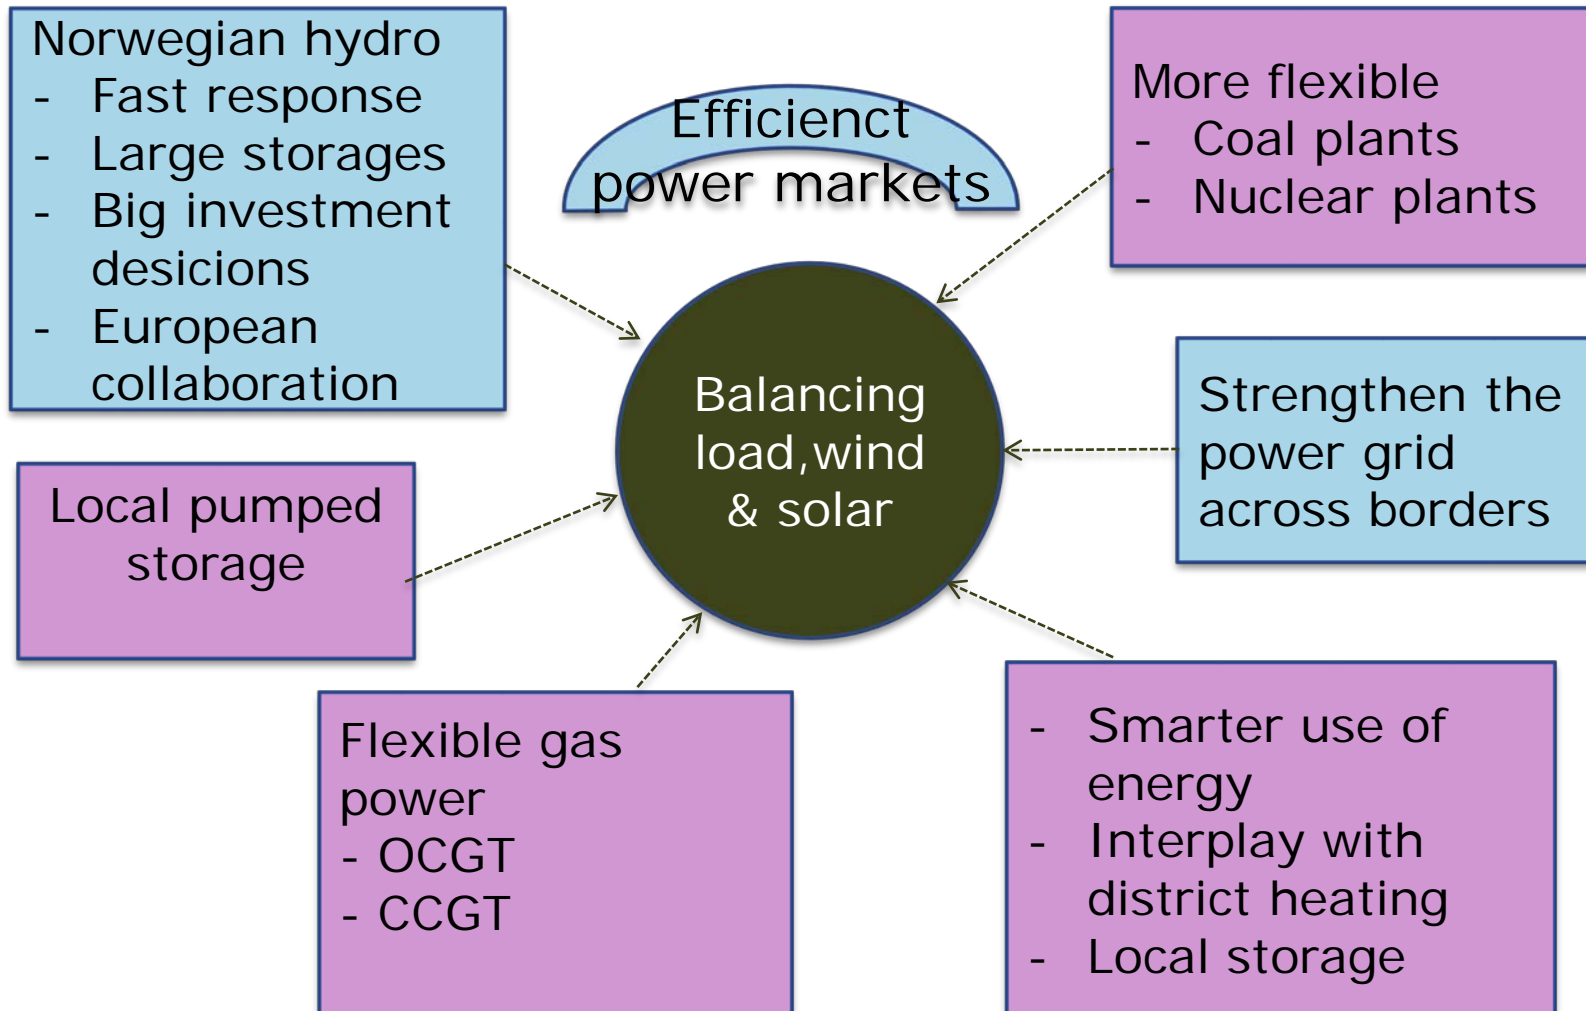 Norwegian hydro
- Fast response
- Large storages
- Big investment
desicions
- European
collaboration
Efficienct
power markets
More flexible
- Coal plants
- Nuclear plants
Balancing
load,wind
& solar
Strengthen the
power grid
across borders
Local pumped
storage
Flexible gas
power
- OCGT
- CCGT
- Smarter use of
energy
- Interplay with
district heating
- Local storage